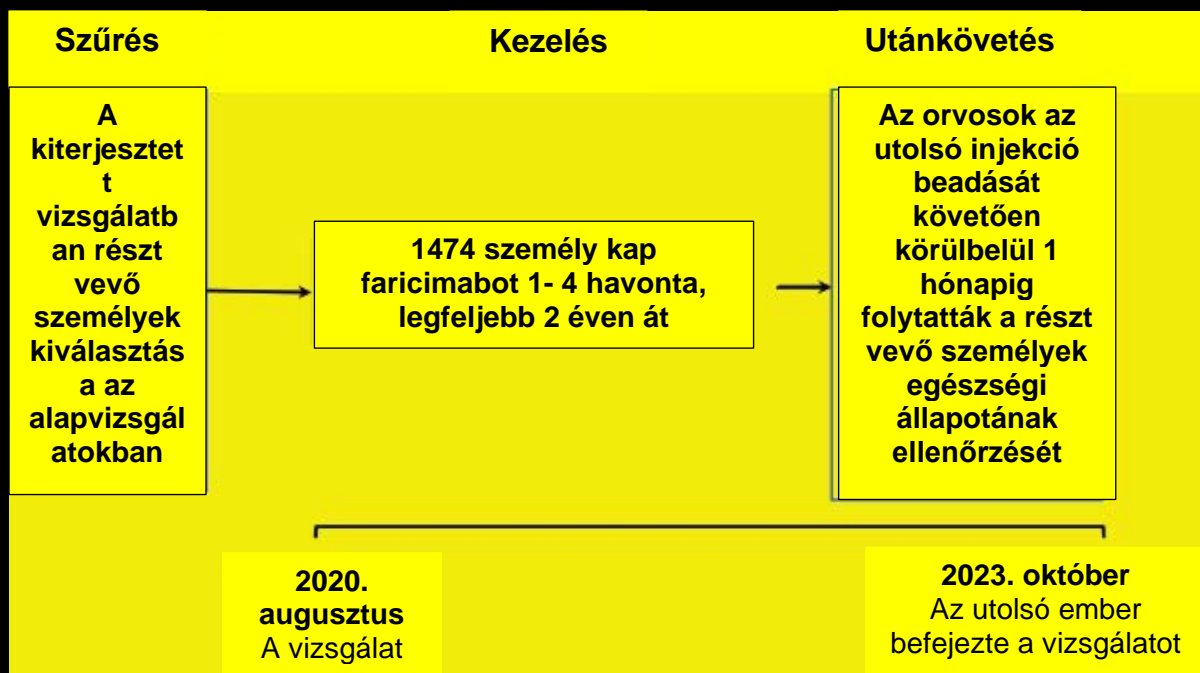 Szűrés
Kezelés
Utánkövetés
A
kiterjesztet
t
vizsgálatb
an részt
vevő
személyek
kiválasztás
a az
alapvizsgál
atokban
1474 személy kap
faricimabot 1- 4 havonta,
legfeljebb 2 éven át
Az orvosok az
utolsó injekció
beadását
követően
körülbelül 1
hónapig
folytatták a részt
vevő személyek
egészségi
állapotának
ellenőrzését
2020.
augusztus
A vizsgálat
2023. október
Az utolsó ember
befejezte a vizsgálatot